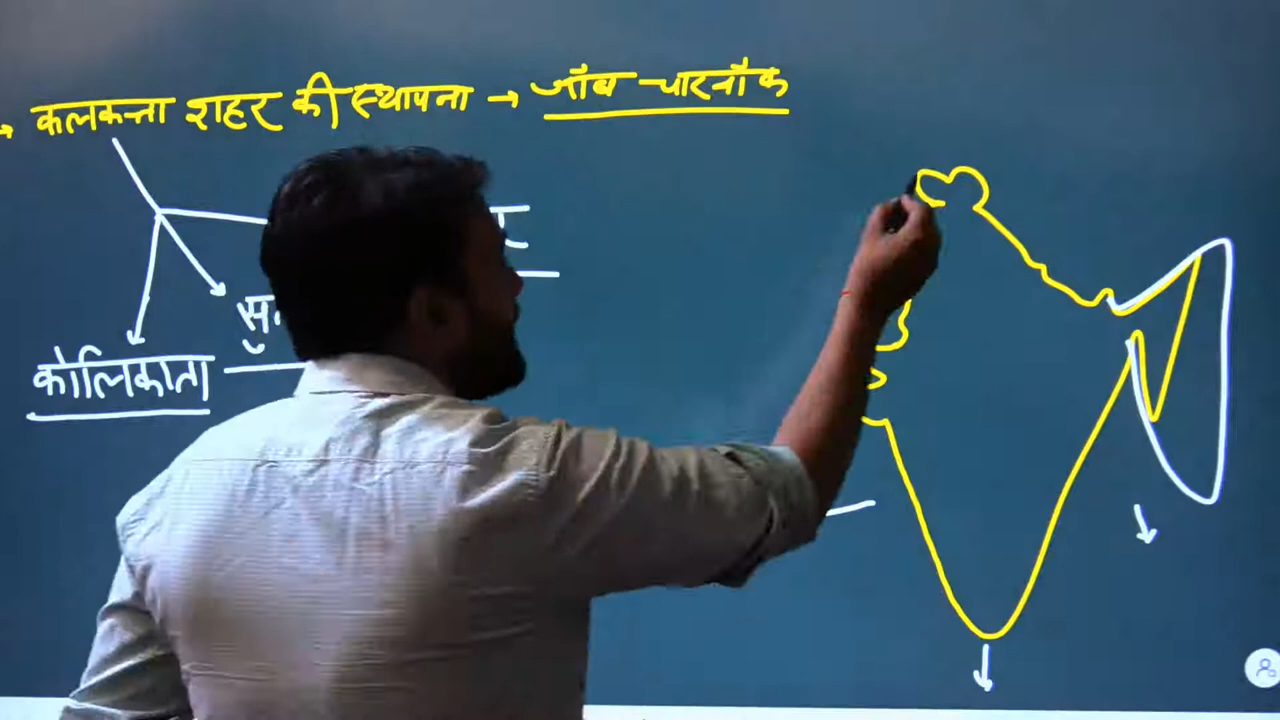 → कलकत्ता शहर की स्थापना → जॉब चारनौक
कोलिकाता